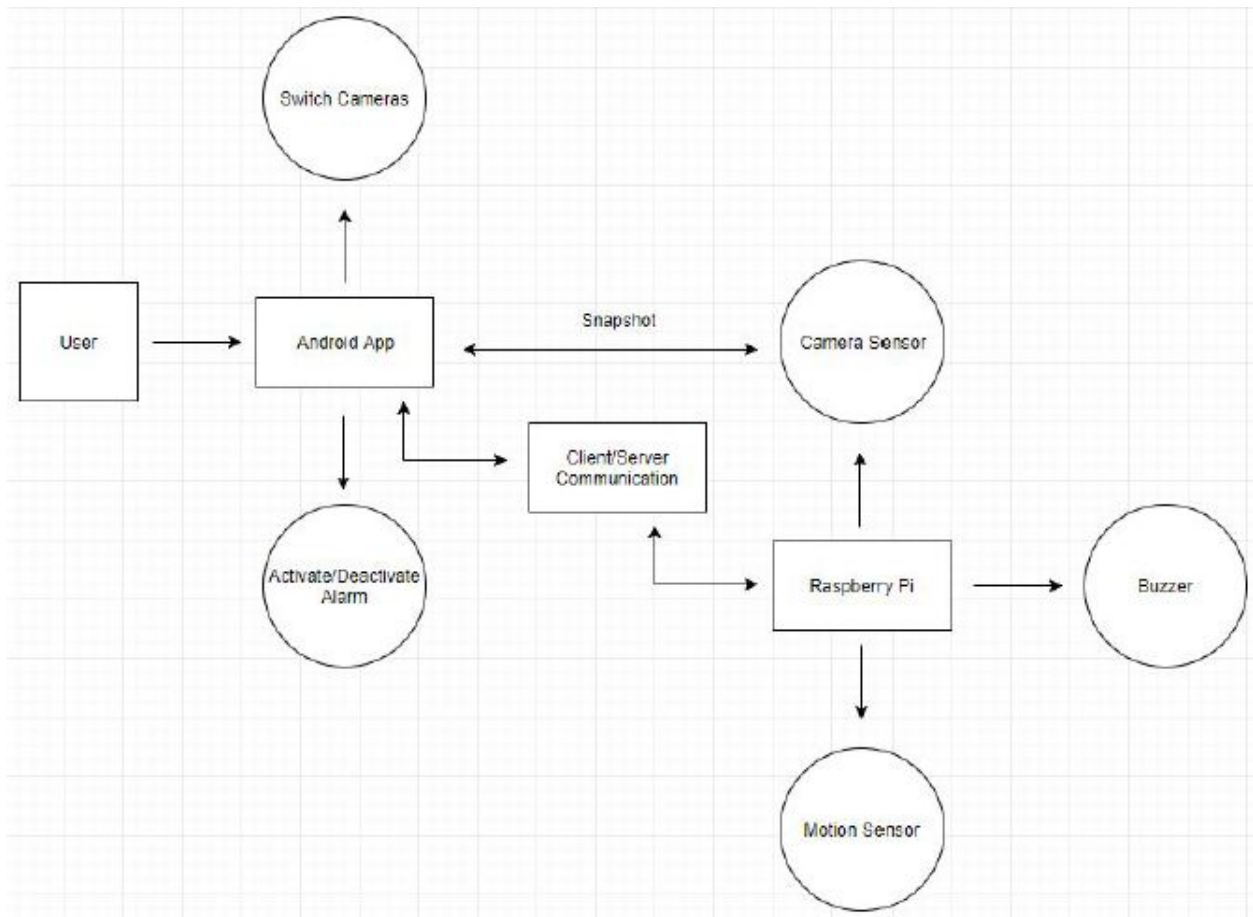 Switch Cameras
User
Android App
Snapshot
Camera Sensor
Client/Server
Communication
Activate/Deactivate
Alarm
Raspberry Pi
Buzzer
Motion Sensor